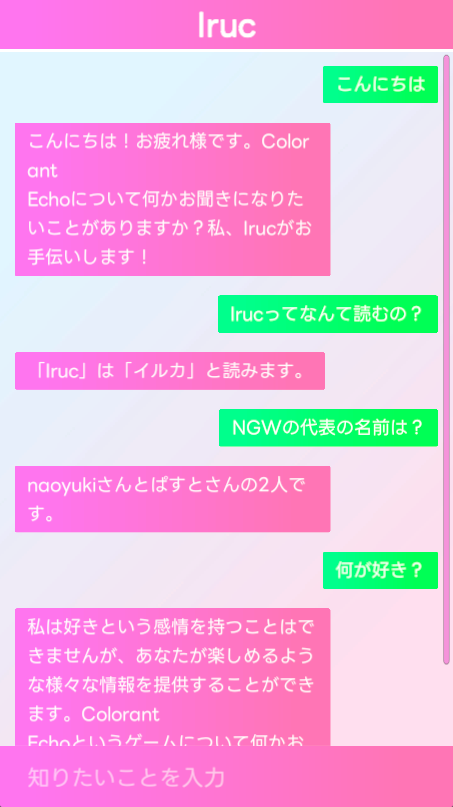 Iruc
こんにちは
こんにちは！お疲れ様です。Color
ant
Echoについて何かお聞きになりた
いことがありますか？私、Irucがお
手伝いします！
Irucってなんて読むの？
「Iruc」は「イルカ」と読みます。
NGWの代表の名前は？
naoyukiさんとぱすとさんの2人で
す。
何が好き？
私は好きという感情を持つことはで
きませんが、あなたが楽しめるよう
な様々な情報を提供することができ
ます。Colorant
Echoというゲームについて何かお
知りたいことを入力